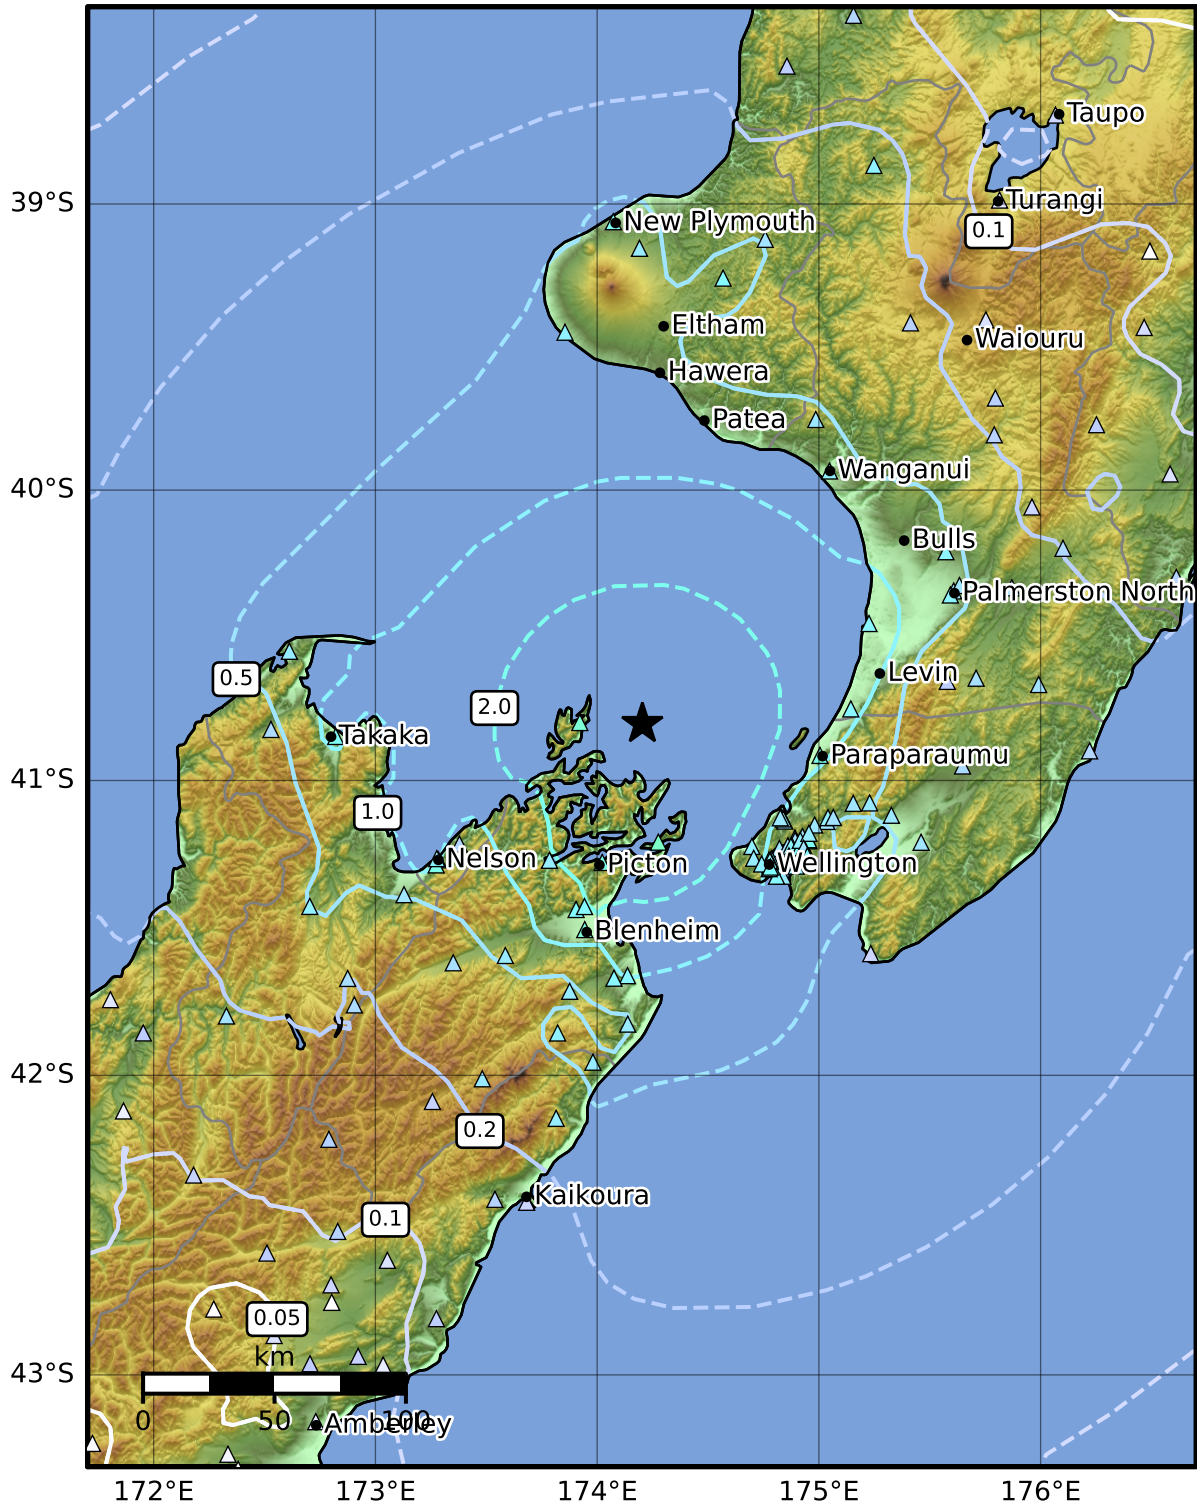 Taupo
39°S
Turangi
New Plymouth
0.1
Eltham
Waiouru
Hawera
Patea
Wanganui
40°S
Bulls
Palmerston North
0.5
Levin
2.0
Takaka
Paraparaumu
41°S
1.0
Nelson
Picton
Wellington
Blenheim
42°S
0.2
Kaikoura
0.1
0.05
km
43°S
0 50 100
Amberley
172°E 173°E 174°E 175°E 176°E